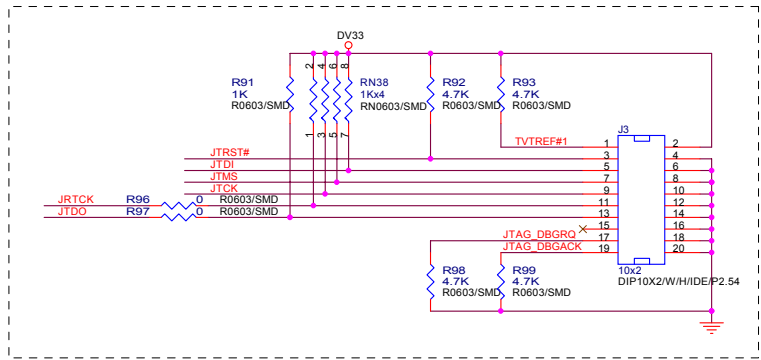 DV33
R91
1K
R0603/SMD
2
4
6
8
RN38
1Kx4
RN0603/SMD
1
3
5
7
R92
4.7K
R0603/SMD
R93
4.7K
R0603/SMD
J3
TVTREF#1
1
2
JTRST#
3
4
JTDI
5
6
JTMS
7
8
JTCK
9
10
JRTCK
R96
0
R0603/SMD
11
12
JTDO
R97
0
R0603/SMD
13
14
15
16
JTAG_DBGRQ
17
18
JTAG_DBGACK
19
20
R98
4.7K
R0603/SMD
R99
4.7K
R0603/SMD
10x2
DIP10X2/W/H/IDE/P2.54